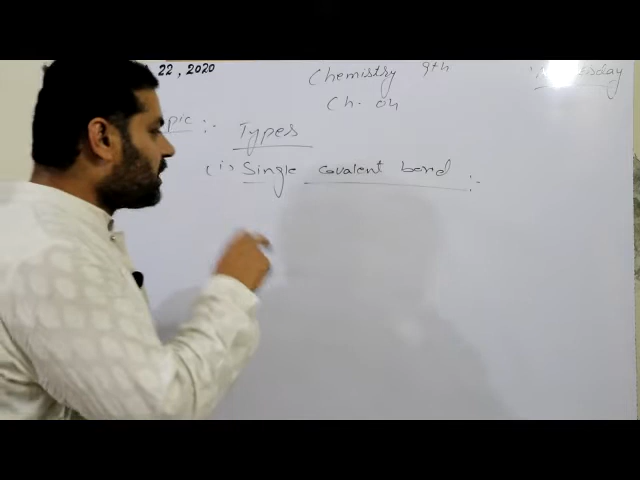 22, 2020
Chemistry 9th
Ch. 04
pic :-
Types
(i) Single covalent bond :-